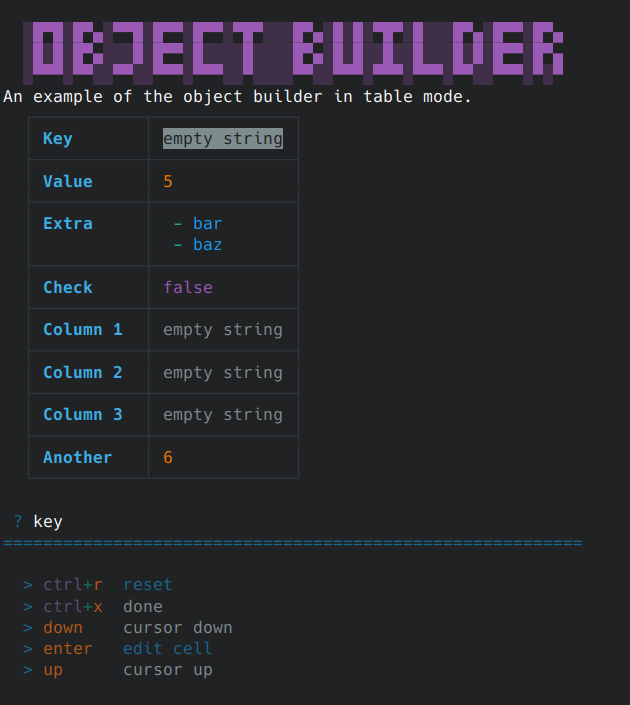 OBJECT BUILDER
An example of the object builder in table mode.
Key empty string
Value 5
Extra - bar
- baz
Check false
Column 1 empty string
Column 2 empty string
Column 3 empty string
Another 6
? key
==========================================================
> ctrl+r reset
> ctrl+x done
> down cursor down
> enter edit cell
> up cursor up